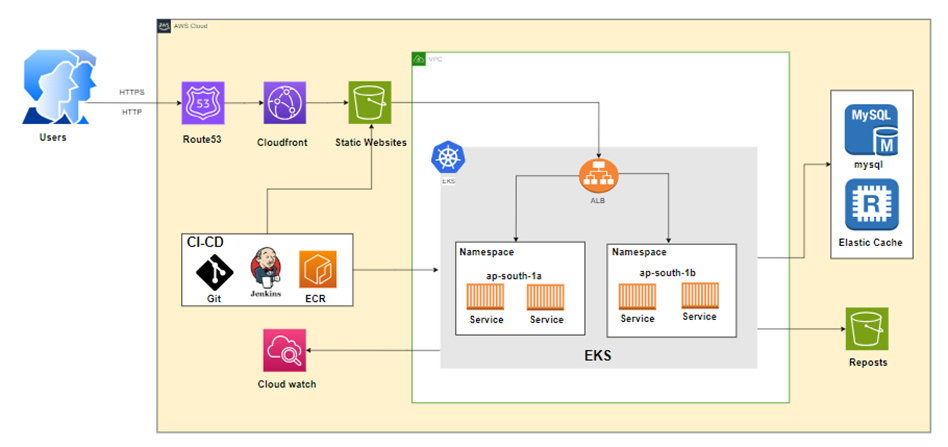 aws
AWS Cloud
VPC
HTTPS
HTTP
Users
53
Route53
Cloudfront
Static Websites
MySQL
M
mysql
EKS
ALB
R
Elastic Cache
CI-CD
Git
Jenkins
ECR
Namespace
ap-south-1a
Service
Service
Namespace
ap-south-1b
Service
Service
EKS
Cloud watch
Reposts